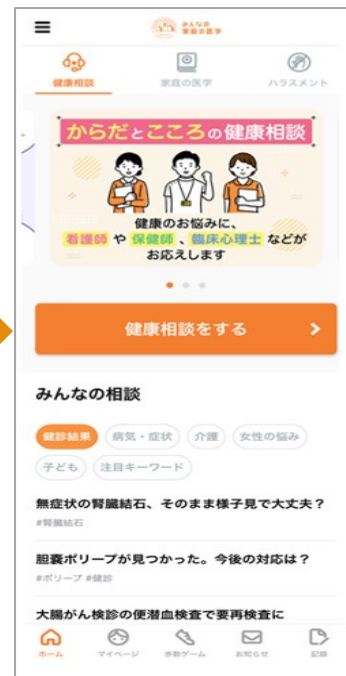 みんなの
家庭の医学
健康相談
家庭の医学
ハラスメント
からだとこころの健康相談
健康のお悩みに、
看護師 や 保健師 、臨床心理士 などが
お応えします
健康相談をする
みんなの相談
健診結果
病気・症状
介護
女性の悩み
子ども
注目キーワード
無症状の腎臓結石、そのまま様子見で大丈夫？
#腎臓結石
胆嚢ポリープが見つかった。今後の対応は？
#ポリープ #健診
大腸がん検診の便潜血検査で要再検査に
ホーム
マイページ
歩数ゲーム
お知らせ
記録